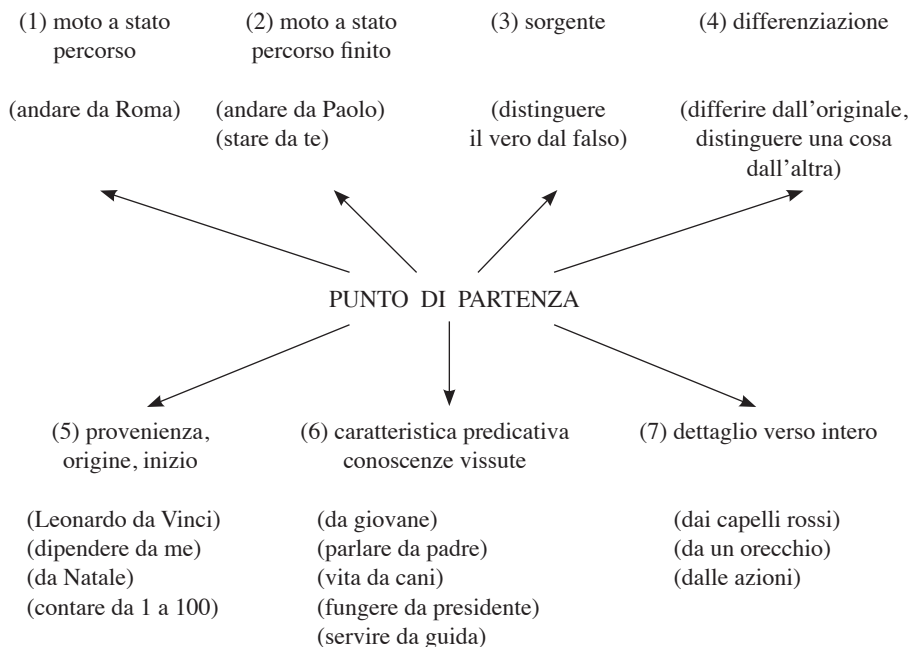 (1) moto a stato
percorso
(andare da Roma)
(2) moto a stato
percorso finito
(andare da Paolo)
(stare da te)
(3) sorgente
(distinguere
il vero dal falso)
(4) differenziazione
(differire dall'originale,
distinguere una cosa
dall'altra)
PUNTO DI PARTENZA
(5) provenienza,
origine, inizio
(Leonardo da Vinci)
(dipendere da me)
(da Natale)
(contare da 1 a 100)
(6) caratteristica predicativa
conoscenze vissute
(da giovane)
(parlare da padre)
(vita da cani)
(fungere da presidente)
(servire da guida)
(7) dettaglio verso intero
(dai capelli rossi)
(da un orecchio)
(dalle azioni)